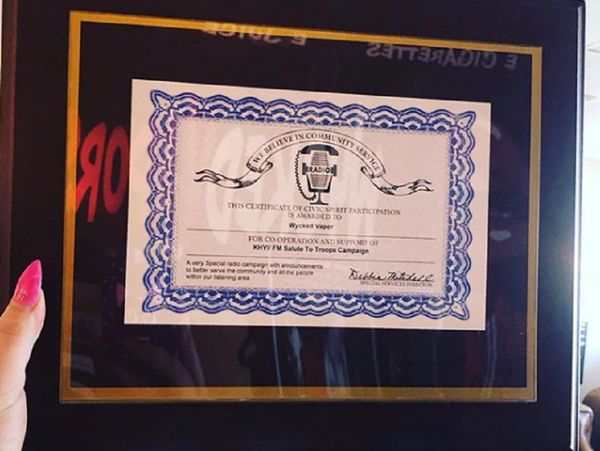 E JUICE
E CIGARETTES
WE BELIEVE IN COMMUNITY SERVICE
RADIO
THIS CERTIFICATE OF CIVIC SPIRIT PARTICIPATION
IS AWARDED TO
Wycked Vapor
FOR CO-OPERATION AND SUPPORT OF
KHYI FM Salute To Troops Campaign
A very Special radio campaign with announcements
to better serve the community and all the people
within our listening area
Debbie Mitchell
SPECIAL SERVICES DIRECTOR